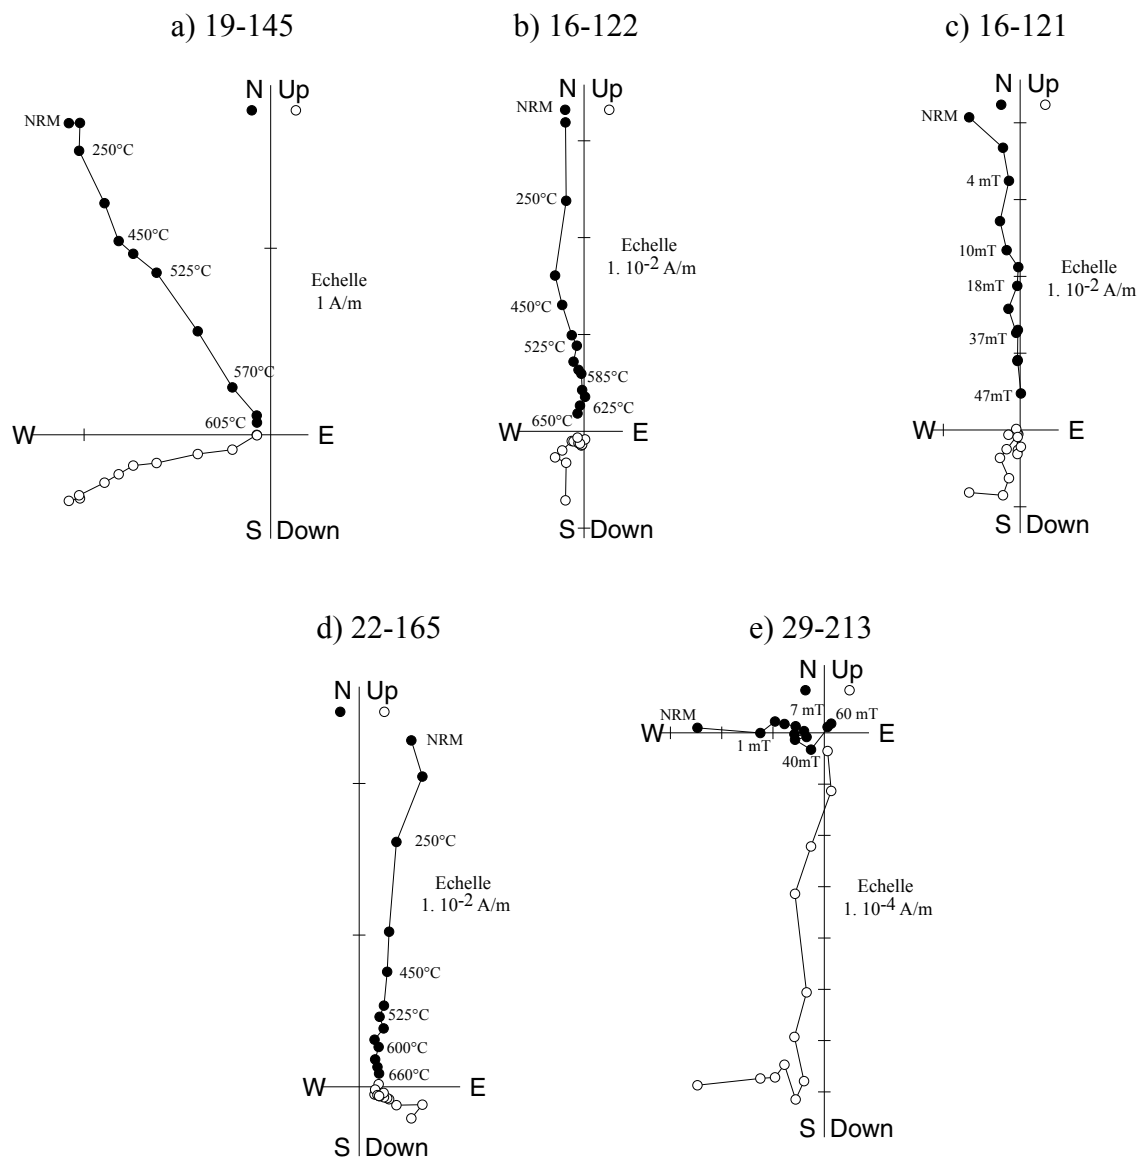 a) 19-145
b) 16-122
c) 16-121
N Up
NRM
250°C
450°C
525°C
Echelle
1 A/m
570°C
605°C
W E
S Down
N Up
NRM
250°C
Echelle
1. 10-2 A/m
450°C
525°C
585°C
625°C
650°C
W E
S Down
N Up
NRM
4 mT
10mT
Echelle
18mT
1. 10-2 A/m
37mT
47mT
W E
S Down
d) 22-165
e) 29-213
N Up
NRM
250°C
Echelle
1. 10-2 A/m
450°C
525°C
600°C
660°C
W E
S Down
N Up
NRM
7 mT
60 mT
W E
1 mT
40mT
Echelle
1. 10-4 A/m
S Down